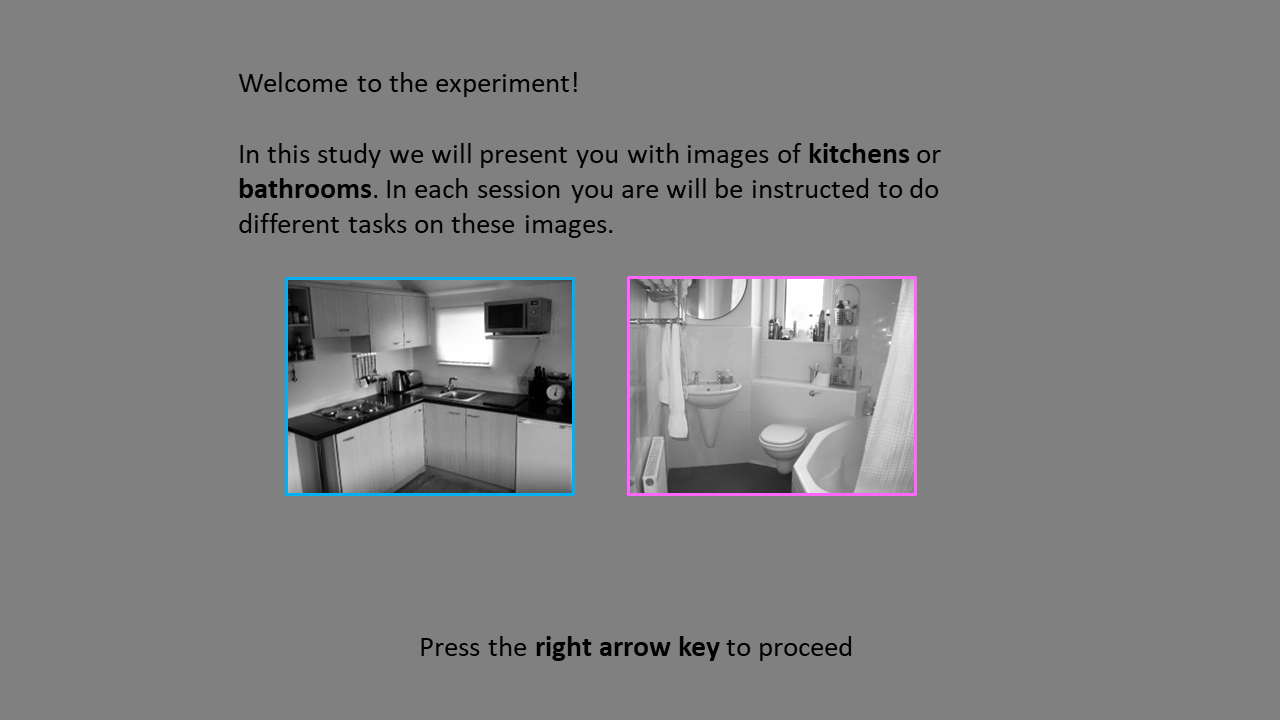 Welcome to the experiment!
In this study we will present you with images of kitchens or
bathrooms. In each session you are will be instructed to do
different tasks on these images.
Press the right arrow key to proceed